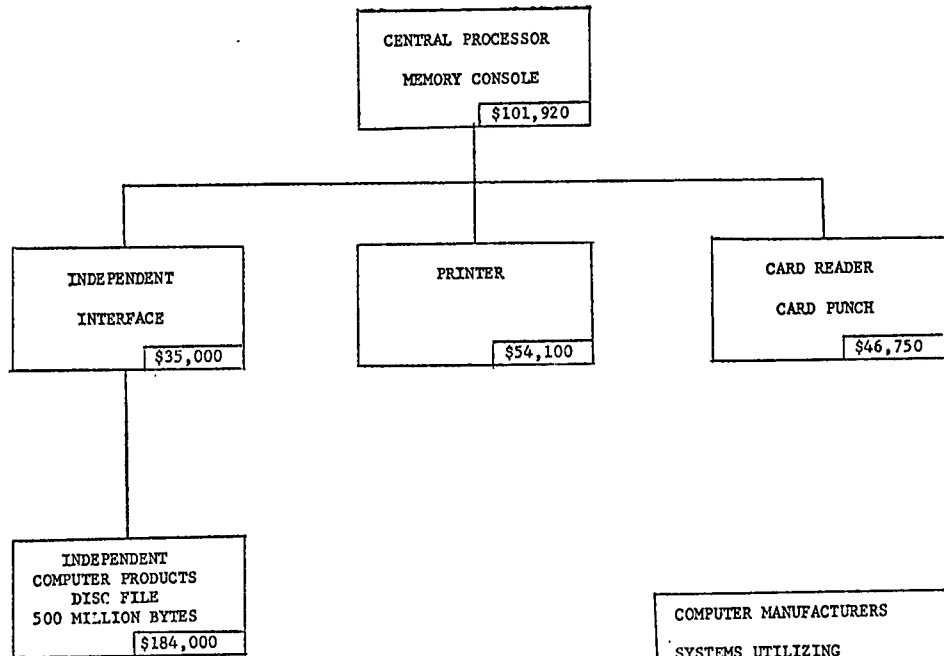 CENTRAL PROCESSOR
MEMORY CONSOLE
$101,920
INDEPENDENT
INTERFACE
$35,000
PRINTER
$54,100
CARD READER
CARD PUNCH
$46,750
INDEPENDENT
COMPUTER PRODUCTS
DISC FILE
500 MILLION BYTES
$184,000
COMPUTER MANUFACTURERS
SYSTEMS UTILIZING